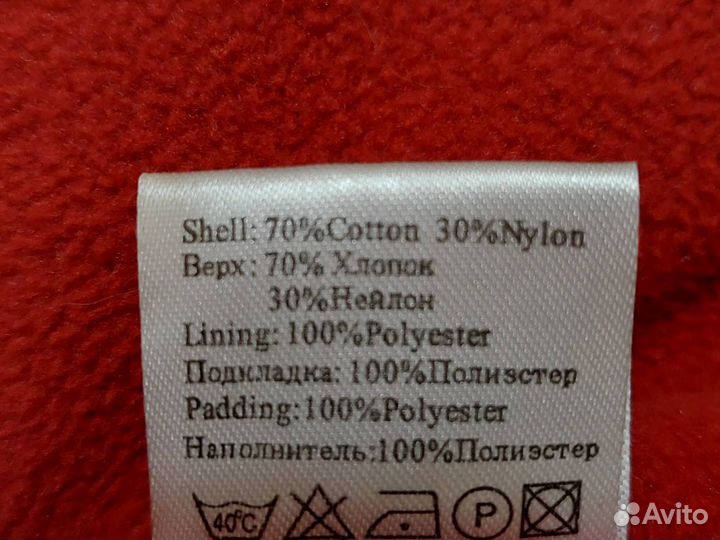 Shell: 70%Cotton 30%Nylon
Верх: 70% Хлопок
30%Нейлон
Lining: 100%Polyester
Подкладка: 100%Полиэстер
Padding:100%Polyester
Наполнитель:100%Полиэстер
40°C P
Avito